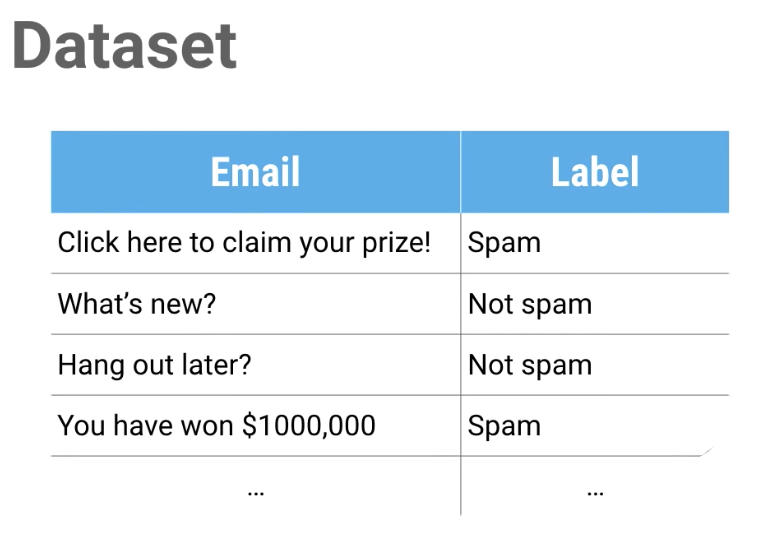 Dataset
Email Label
Click here to claim your prize! Spam
What's new? Not spam
Hang out later? Not spam
You have won $1000,000 Spam
... ...